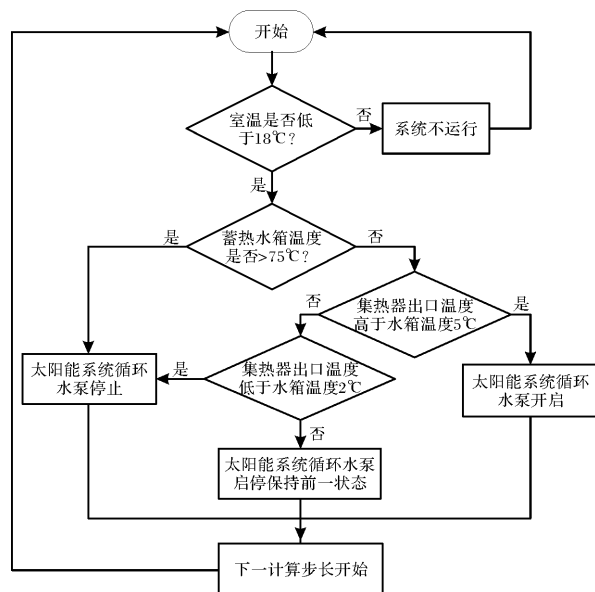 开始
室温是否低
于18℃?
否
系统不运行
是
蓄热水箱温度
是否>75℃?
是
否
集热器出口温度
高于水箱温度5℃
否
是
集热器出口温度
低于水箱温度2℃
是
太阳能系统循环
水泵停止
太阳能系统循环
水泵开启
否
太阳能系统循环水泵
启停保持前一状态
下一计算步长开始